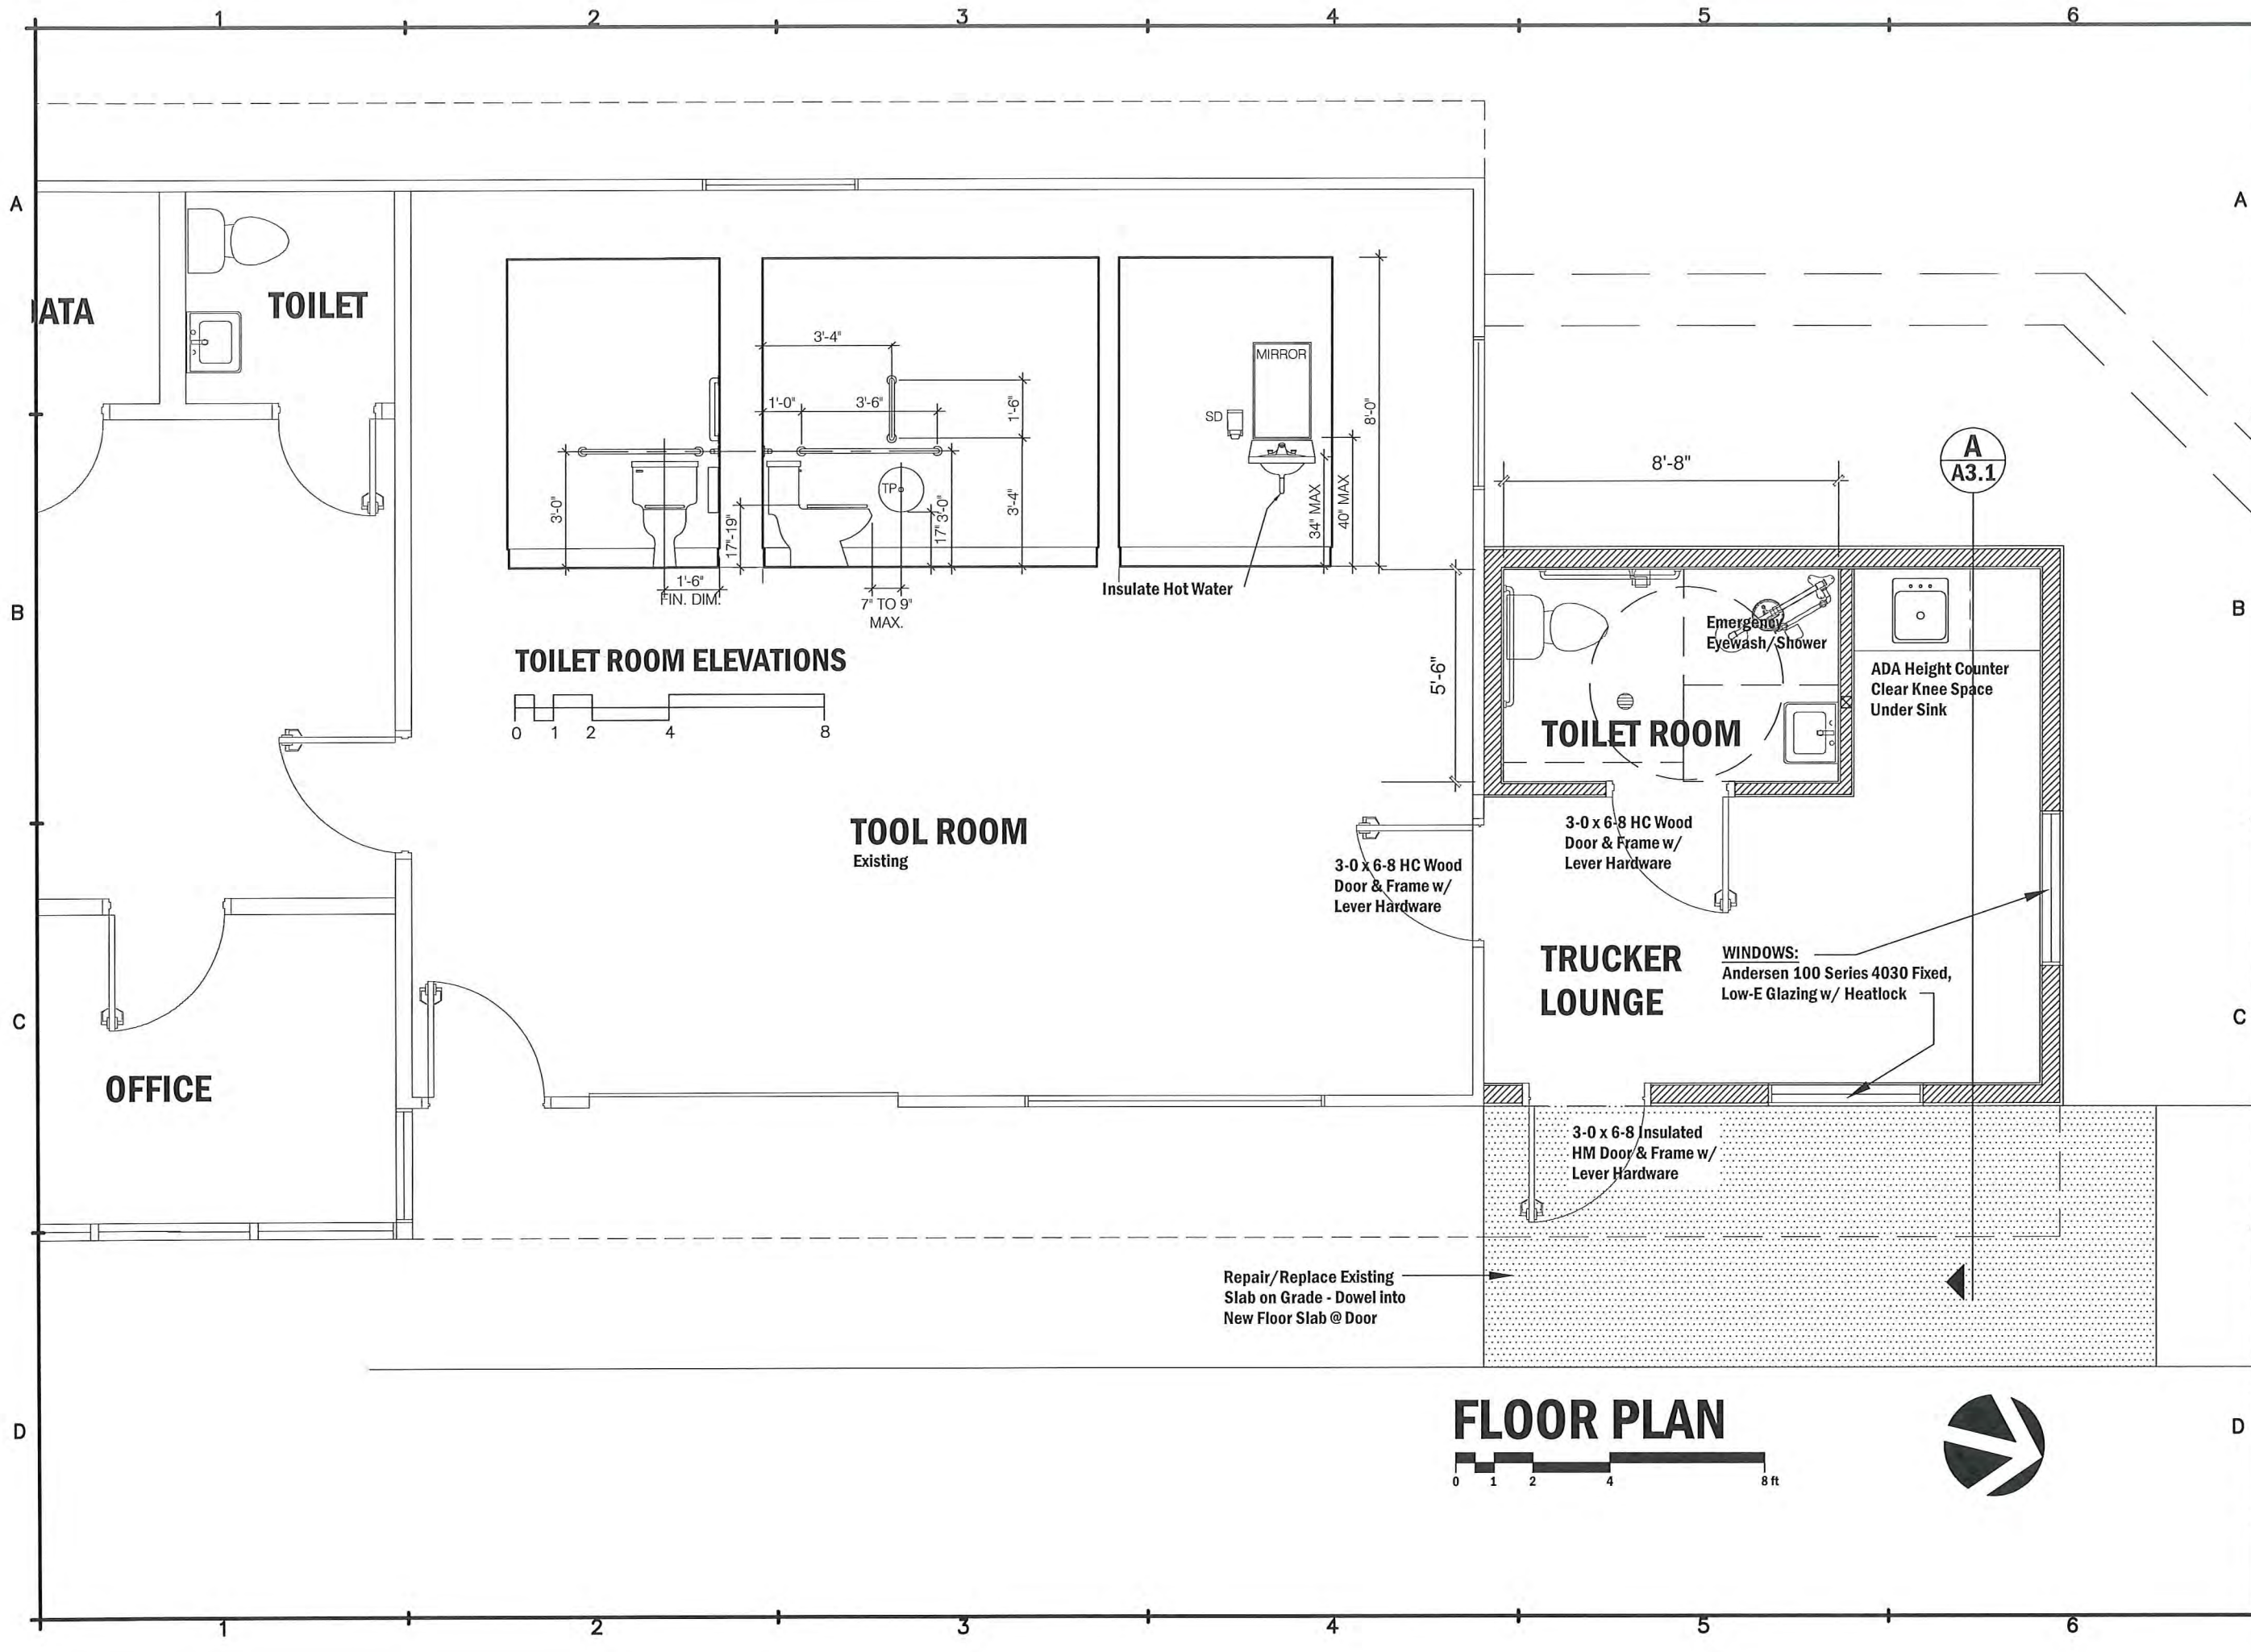 1 2 3 4 5 6
A A
ATA
TOILET
MIRROR
3'-4"
SD
1'-0" 3'-6"
1'-6"
8'-0"
A
A3.1
8'-8"
TP
3'-0"
17"-19"
17"
3'-0"
3'-4"
34" MAX
40" MAX
1'-6"
FIN. DIM.
7" TO 9"
MAX.
Insulate Hot Water
B B
5'-6"
Emergency
Eyewash/Shower
TOILET ROOM
ADA Height Counter
Clear Knee Space
Under Sink
TOILET ROOM ELEVATIONS
0 1 2 4 8
TOOL ROOM
Existing
3-0 x 6-8 HC Wood
Door & Frame w/
Lever Hardware
3-0 x 6-8 HC Wood
Door & Frame w/
Lever Hardware
TRUCKER
LOUNGE
WINDOWS:
Andersen 100 Series 4030 Fixed,
Low-E Glazing w/ Heatlock
C C
OFFICE
3-0 x 6-8 Insulated
HM Door & Frame w/
Lever Hardware
Repair/Replace Existing
Slab on Grade - Dowel into
New Floor Slab @ Door
D D
FLOOR PLAN
0 1 2 4 8 ft
1 2 3 4 5 6